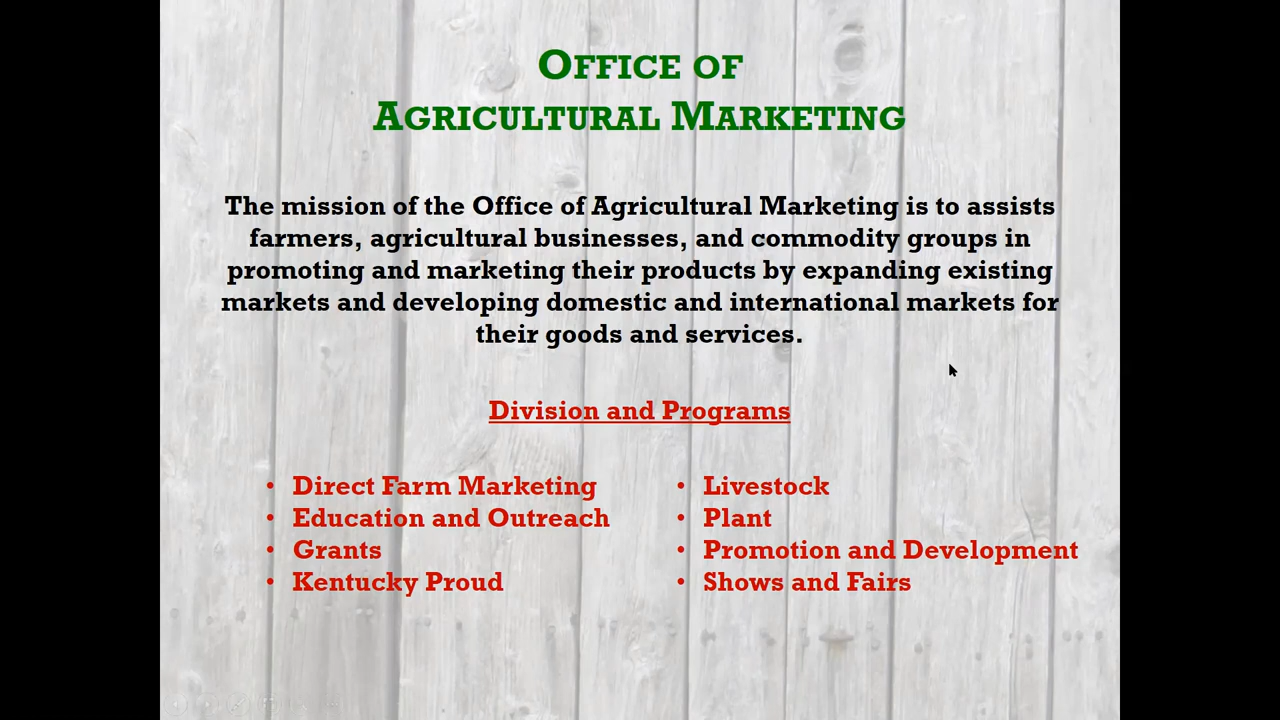 Office of
Agricultural Marketing
The mission of the Office of Agricultural Marketing is to assists
farmers, agricultural businesses, and commodity groups in
promoting and marketing their products by expanding existing
markets and developing domestic and international markets for
their goods and services.
Division and Programs
• Direct Farm Marketing
• Education and Outreach
• Grants
• Kentucky Proud
• Livestock
• Plant
• Promotion and Development
• Shows and Fairs